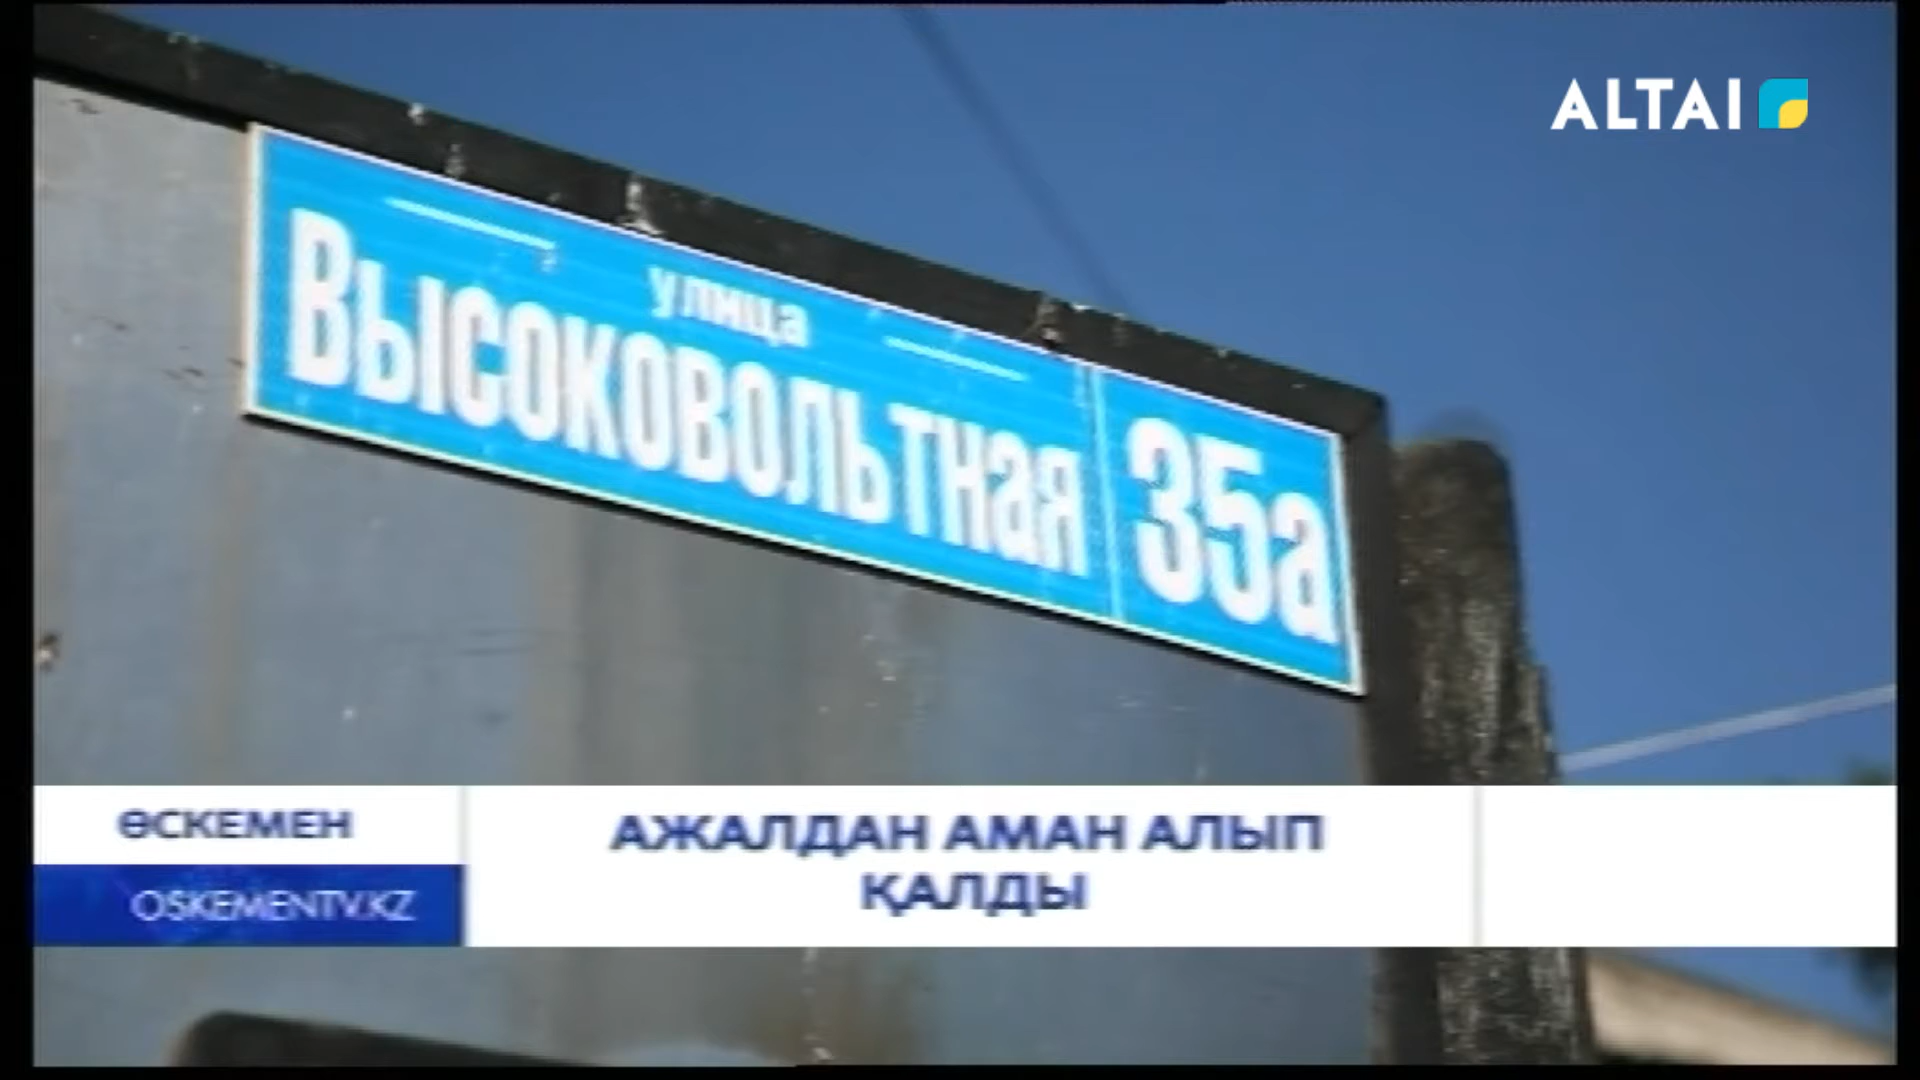 ALTAI
улица
Высоковольтная 35а
ӨСКЕМЕН
OSKEMENTV.KZ
АЖАЛДАН АМАН АЛЫП
ҚАЛДЫ